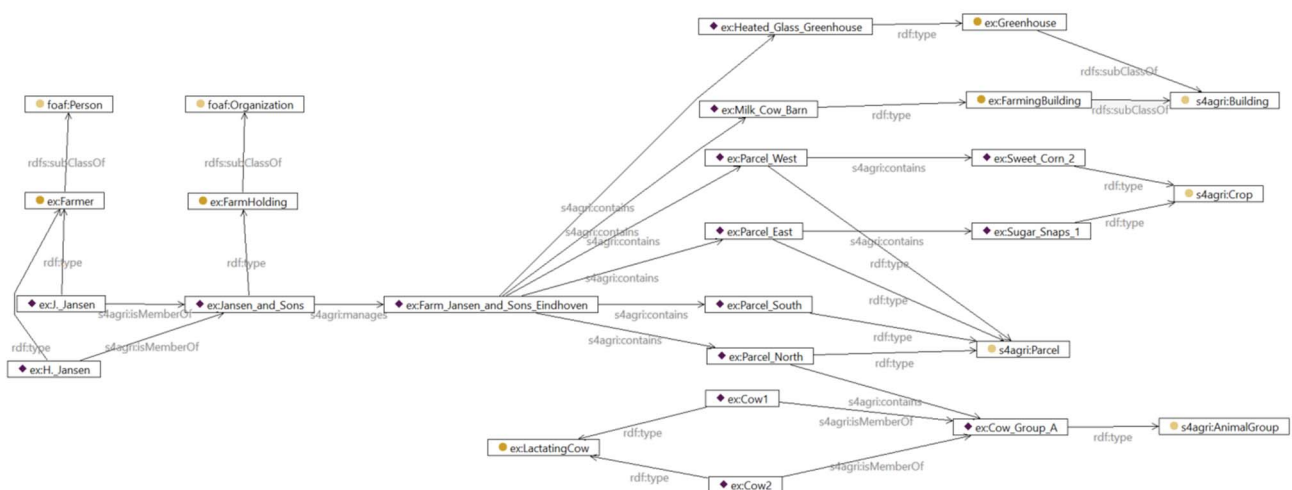 ex:Heated_Glass_Greenhouse
rdf:type
ex:Greenhouse
rdfs:subClassOf
foaf:Person
foaf:Organization
ex:Milk_Cow_Barn
rdf:type
ex:FarmingBuilding
rdfs:subClassOf
s4agri:Building
rdfs:subClassOf
rdfs:subClassOf
ex:Parcel_West
s4agri:contains
ex:Sweet_Corn_2
rdf:type
s4agri:Crop
ex:Farmer
ex:FarmHolding
s4agri:contains
s4agri:contains
s4agri:contains
ex:Parcel_East
s4agri:contains
ex:Sugar_Snaps_1
rdf:type
rdf:type
rdf:type
rdf:type
s4agri:contains
rdf:type
ex:J._Jansen
s4agri:isMemberOf
ex:Jansen_and_Sons
s4agri:manages
ex:Farm_Jansen_and_Sons_Eindhoven
s4agri:contains
ex:Parcel_South
rdf:type
s4agri:Parcel
rdf:type
s4agri:isMemberOf
s4agri:contains
ex:Parcel_North
rdf:type
ex:H._Jansen
ex:Cow1
s4agri:contains
s4agri:isMemberOf
ex:Cow_Group_A
rdf:type
s4agri:AnimalGroup
rdf:type
ex:LactatingCow
s4agri:isMemberOf
rdf:type
ex:Cow2